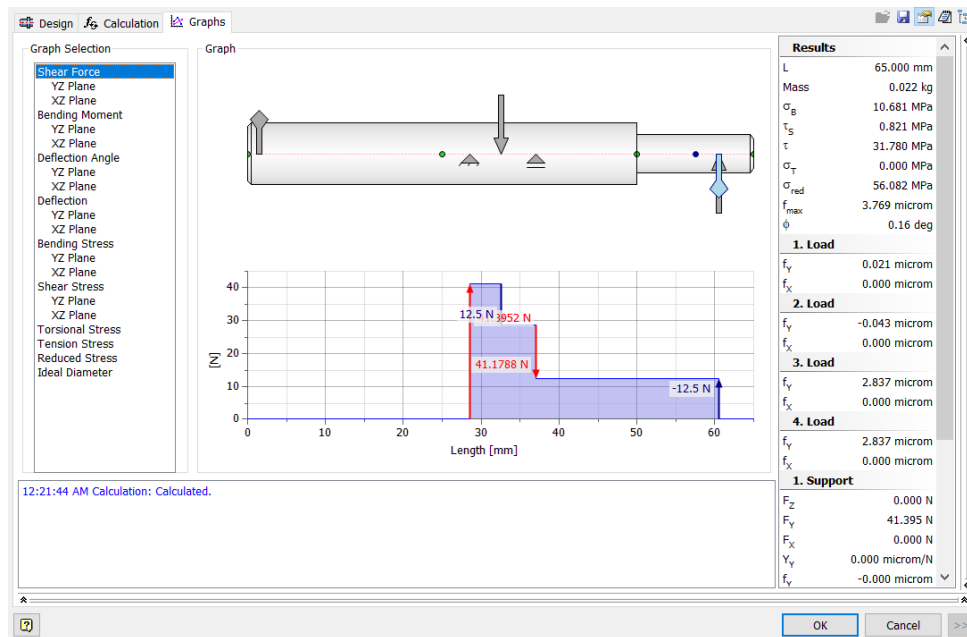 Design Calculation Graphs
Graph Selection
Shear Force
YZ Plane
XZ Plane
Bending Moment
YZ Plane
XZ Plane
Deflection Angle
YZ Plane
XZ Plane
Deflection
YZ Plane
XZ Plane
Bending Stress
YZ Plane
XZ Plane
Shear Stress
YZ Plane
XZ Plane
Torsional Stress
Tension Stress
Reduced Stress
Ideal Diameter
Graph
40
30
20
10
0
[N]
12.5 N
3952 N
41.1788 N
-12.5 N
0 10 20 30 40 50 60
Length [mm]
Results
L 65.000 mm
Mass 0.022 kg
σB 10.681 MPa
τS 0.821 MPa
τ 31.780 MPa
σT 0.000 MPa
σred 56.082 MPa
fmax 3.769 microm
ϕ 0.16 deg
1. Load
fY 0.021 microm
fX 0.000 microm
2. Load
fY -0.043 microm
fX 0.000 microm
3. Load
fY 2.837 microm
fX 0.000 microm
4. Load
fY 2.837 microm
fX 0.000 microm
1. Support
FZ 0.000 N
FY 41.395 N
FX 0.000 N
YY 0.000 microm/N
fY -0.000 microm
12:21:44 AM Calculation: Calculated.
OK Cancel >>